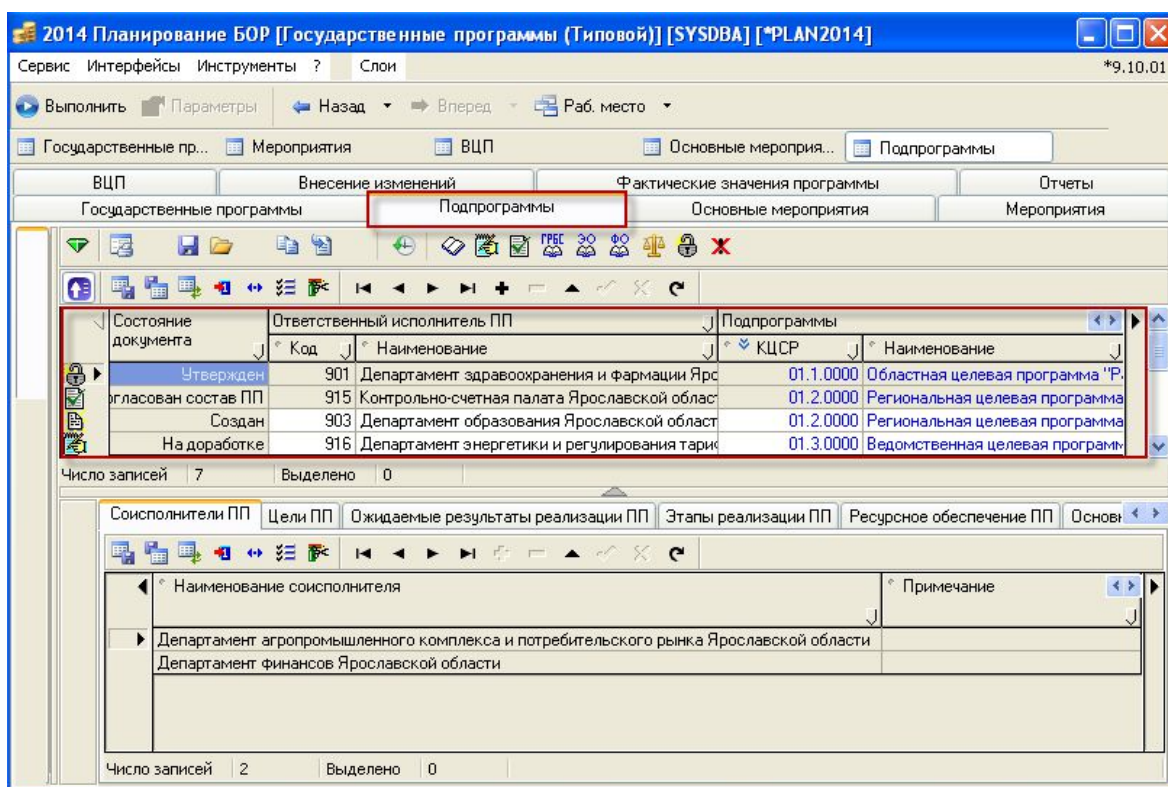 2014 Планирование БОР [Государственные программы (Типовой)] [SYSDBA] [*PLAN2014]
Сервис Интерфейсы Инструменты ? Слои *9.10.01
Выполнить Параметры Назад Вперед Раб. место
Государственные пр... Мероприятия ВЦП Основные мероприя... Подпрограммы
ВЦП Внесение изменений Фактические значения программы Отчеты
Государственные программы Подпрограммы Основные мероприятия Мероприятия
ГРБС ЭО ФО
Состояние документа Ответственный исполнитель ПП Подпрограммы
Код Наименование КЦСР Наименование
Утвержден 901 Департамент здравоохранения и фармации Яро 01.1.0000 Областная целевая программа "Р
огласован состав ПП 915 Контрольно-счетная палата Ярославской облас 01.2.0000 Региональная целевая программа
Создан 903 Департамент образования Ярославской област 01.2.0000 Региональная целевая программа
На доработке 916 Департамент энергетики и регулирования тари 01.3.0000 Ведомственная целевая программ
Число записей 7 Выделено 0
Соисполнители ПП Цели ПП Ожидаемые результаты реализации ПП Этапы реализации ПП Ресурсное обеспечение ПП Основн
Наименование соисполнителя Примечание
Департамент агропромышленного комплекса и потребительского рынка Ярославской области
Департамент финансов Ярославской области
Число записей 2 Выделено 0